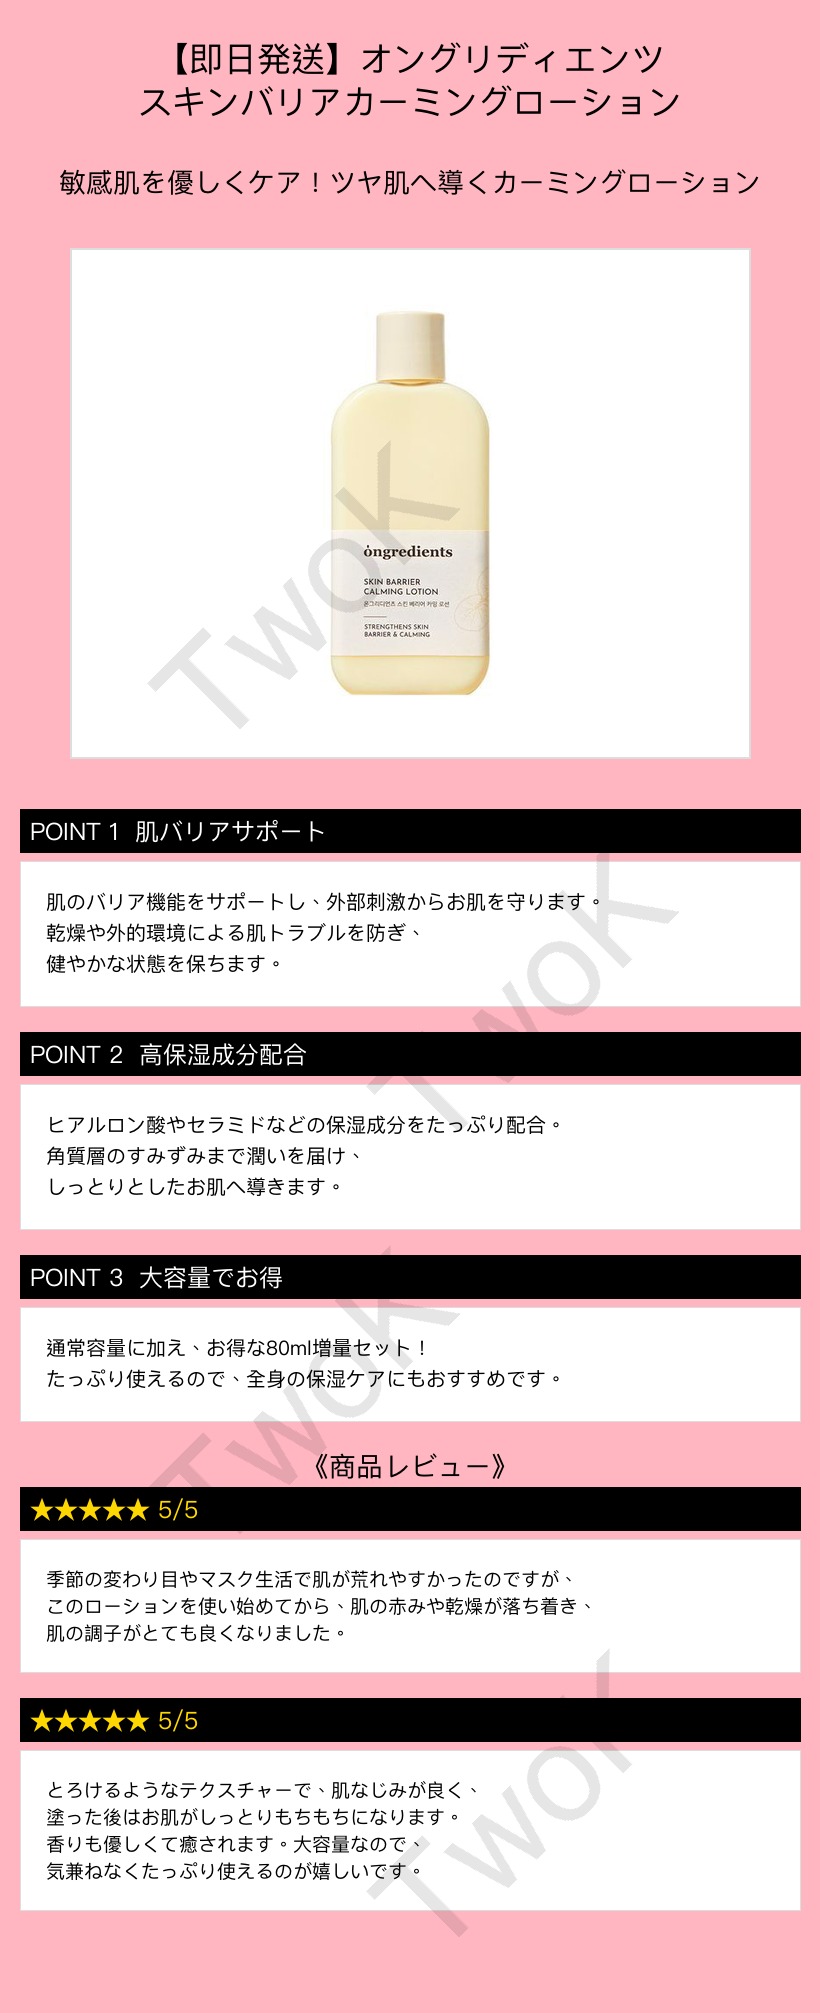 【即日発送】オングリディエンツ
スキンバリアカーミングローション
敏感肌を優しくケア！ツヤ肌へ導くカーミングローション
ongredients
SKIN BARRIER
CALMING LOTION
온그리디언츠 스킨 베리어 카밍 로션
STRENGTHENS SKIN
BARRIER & CALMING
TwoK
POINT 1 肌バリアサポート
肌のバリア機能をサポートし、外部刺激からお肌を守ります。
乾燥や外的環境による肌トラブルを防ぎ、
健やかな状態を保ちます。
TwoK
POINT 2 高保湿成分配合
ヒアルロン酸やセラミドなどの保湿成分をたっぷり配合。
角質層のすみずみまで潤いを届け、
しっとりとしたお肌へ導きます。
POINT 3 大容量でお得
通常容量に加え、お得な80ml増量セット！
たっぷり使えるので、全身の保湿ケアにもおすすめです。
TwoK
《商品レビュー》
★★★★★ 5/5
季節の変わり目やマスク生活で肌が荒れやすかったのですが、
このローションを使い始めてから、肌の赤みや乾燥が落ち着き、
肌の調子がとても良くなりました。
★★★★★ 5/5
とろけるようなテクスチャーで、肌なじみが良く、
塗った後はお肌がしっとりもちもちになります。
香りも優しくて癒されます。大容量なので、
気兼ねなくたっぷり使えるのが嬉しいです。
TwoK